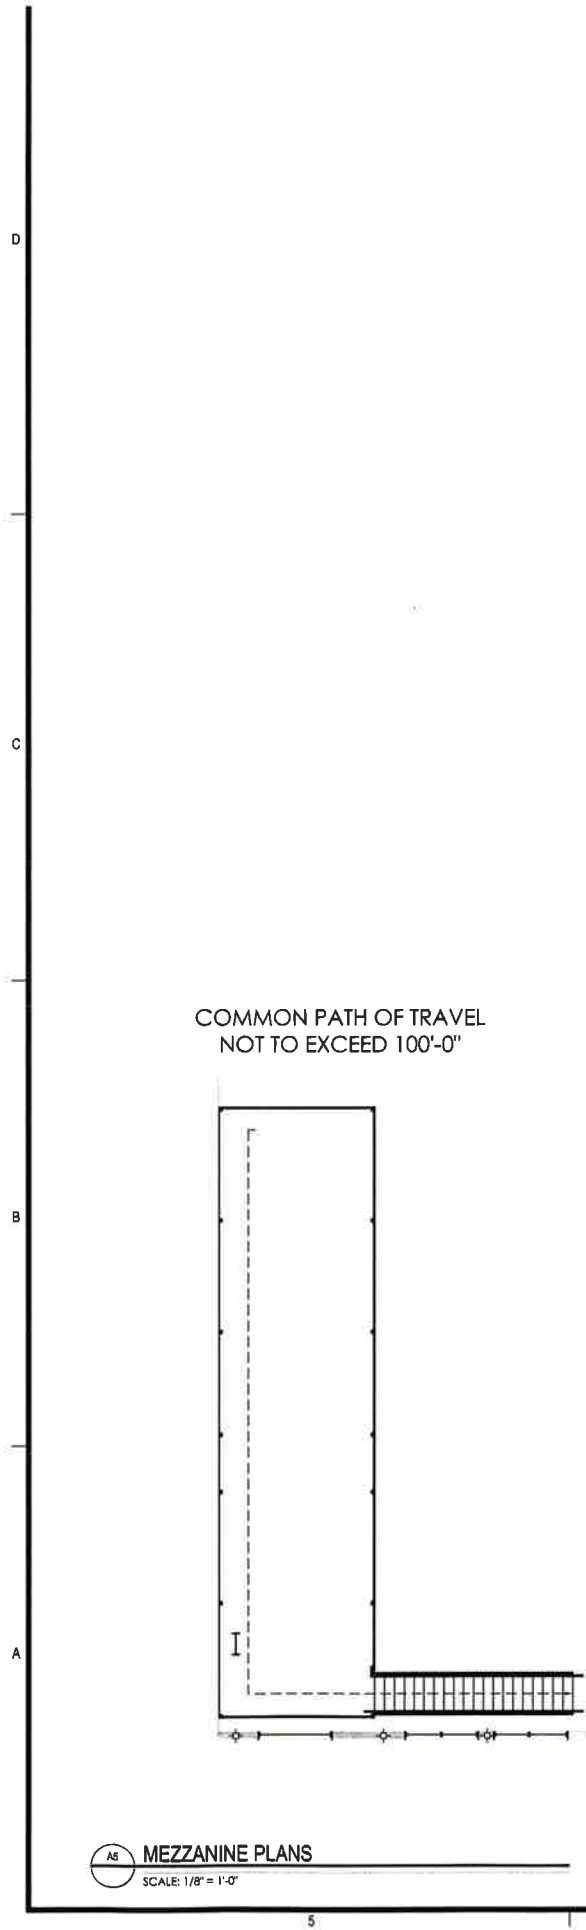 D
C
COMMON PATH OF TRAVEL
NOT TO EXCEED 100'-0"
B
A
A5 MEZZANINE PLANS
SCALE: 1/8" = 1'-0"
5